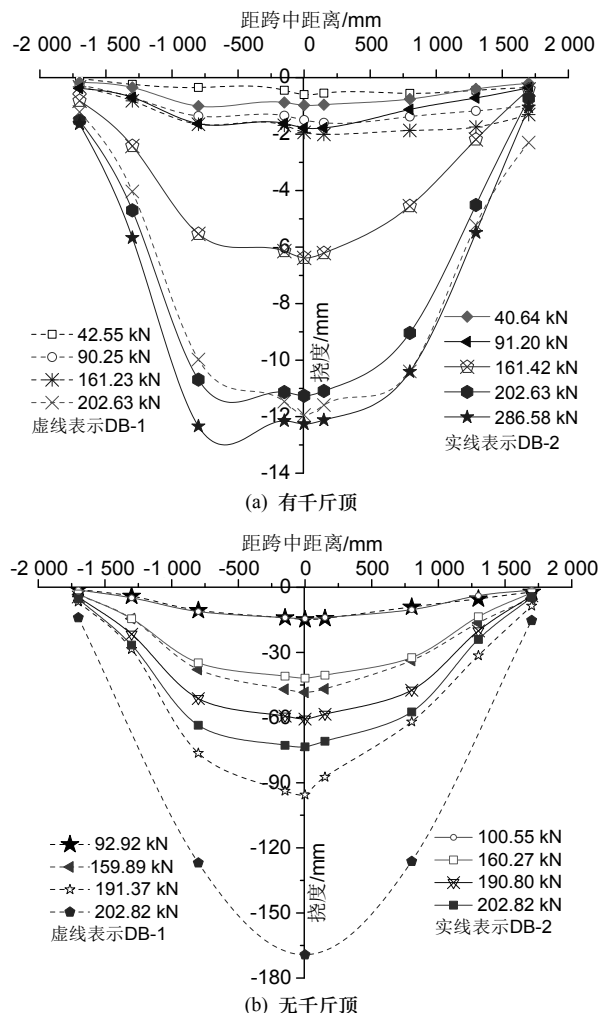 距跨中距离/mm
-2 000 -1 500 -1 000 -500 0 500 1 000 1 500 2 000
0
-2
-4
-6
-8
-10
-12
-14
挠度/mm
42.55 kN
90.25 kN
161.23 kN
202.63 kN
虚线表示DB-1
40.64 kN
91.20 kN
161.42 kN
202.63 kN
286.58 kN
实线表示DB-2
(a) 有千斤顶
距跨中距离/mm
-2 000 -1 500 -1 000 -500 0 500 1 000 1 500 2 000
0
-30
-60
-90
-120
-150
-180
挠度/mm
92.92 kN
159.89 kN
191.37 kN
202.82 kN
虚线表示DB-1
100.55 kN
160.27 kN
190.80 kN
202.82 kN
实线表示DB-2
(b) 无千斤顶